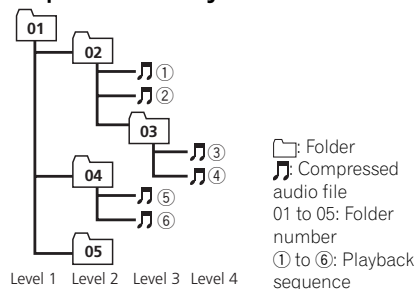 01
02
①
②
03
③
④
04
⑤
⑥
05
Level 1 Level 2 Level 3 Level 4
: Folder
: Compressed
audio file
01 to 05: Folder
number
① to ⑥: Playback
sequence